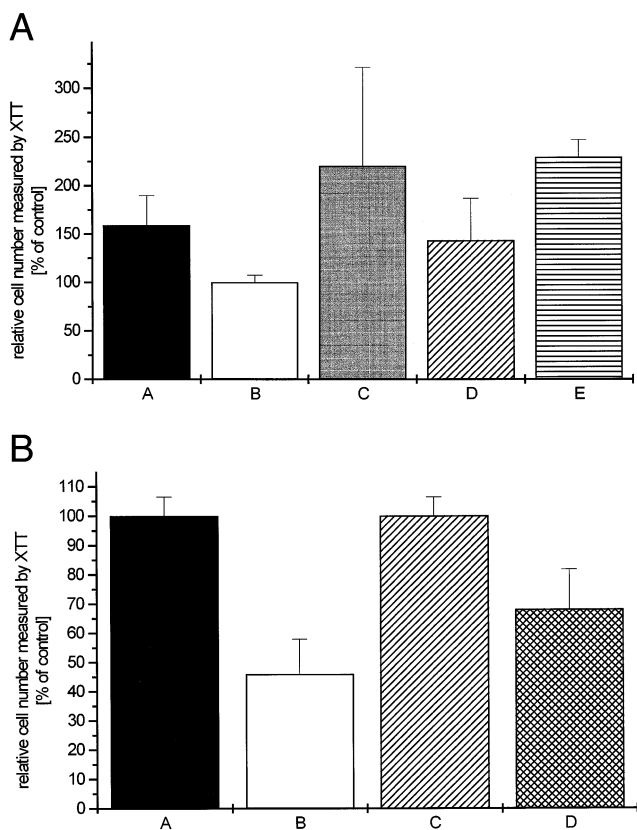 A
relative cell number measured by XTT
[% of control]
300
250
200
150
100
50
0
A B C D E
B
relative cell number measured by XTT
[% of control]
110
100
90
80
70
60
50
40
30
20
10
0
A B C D